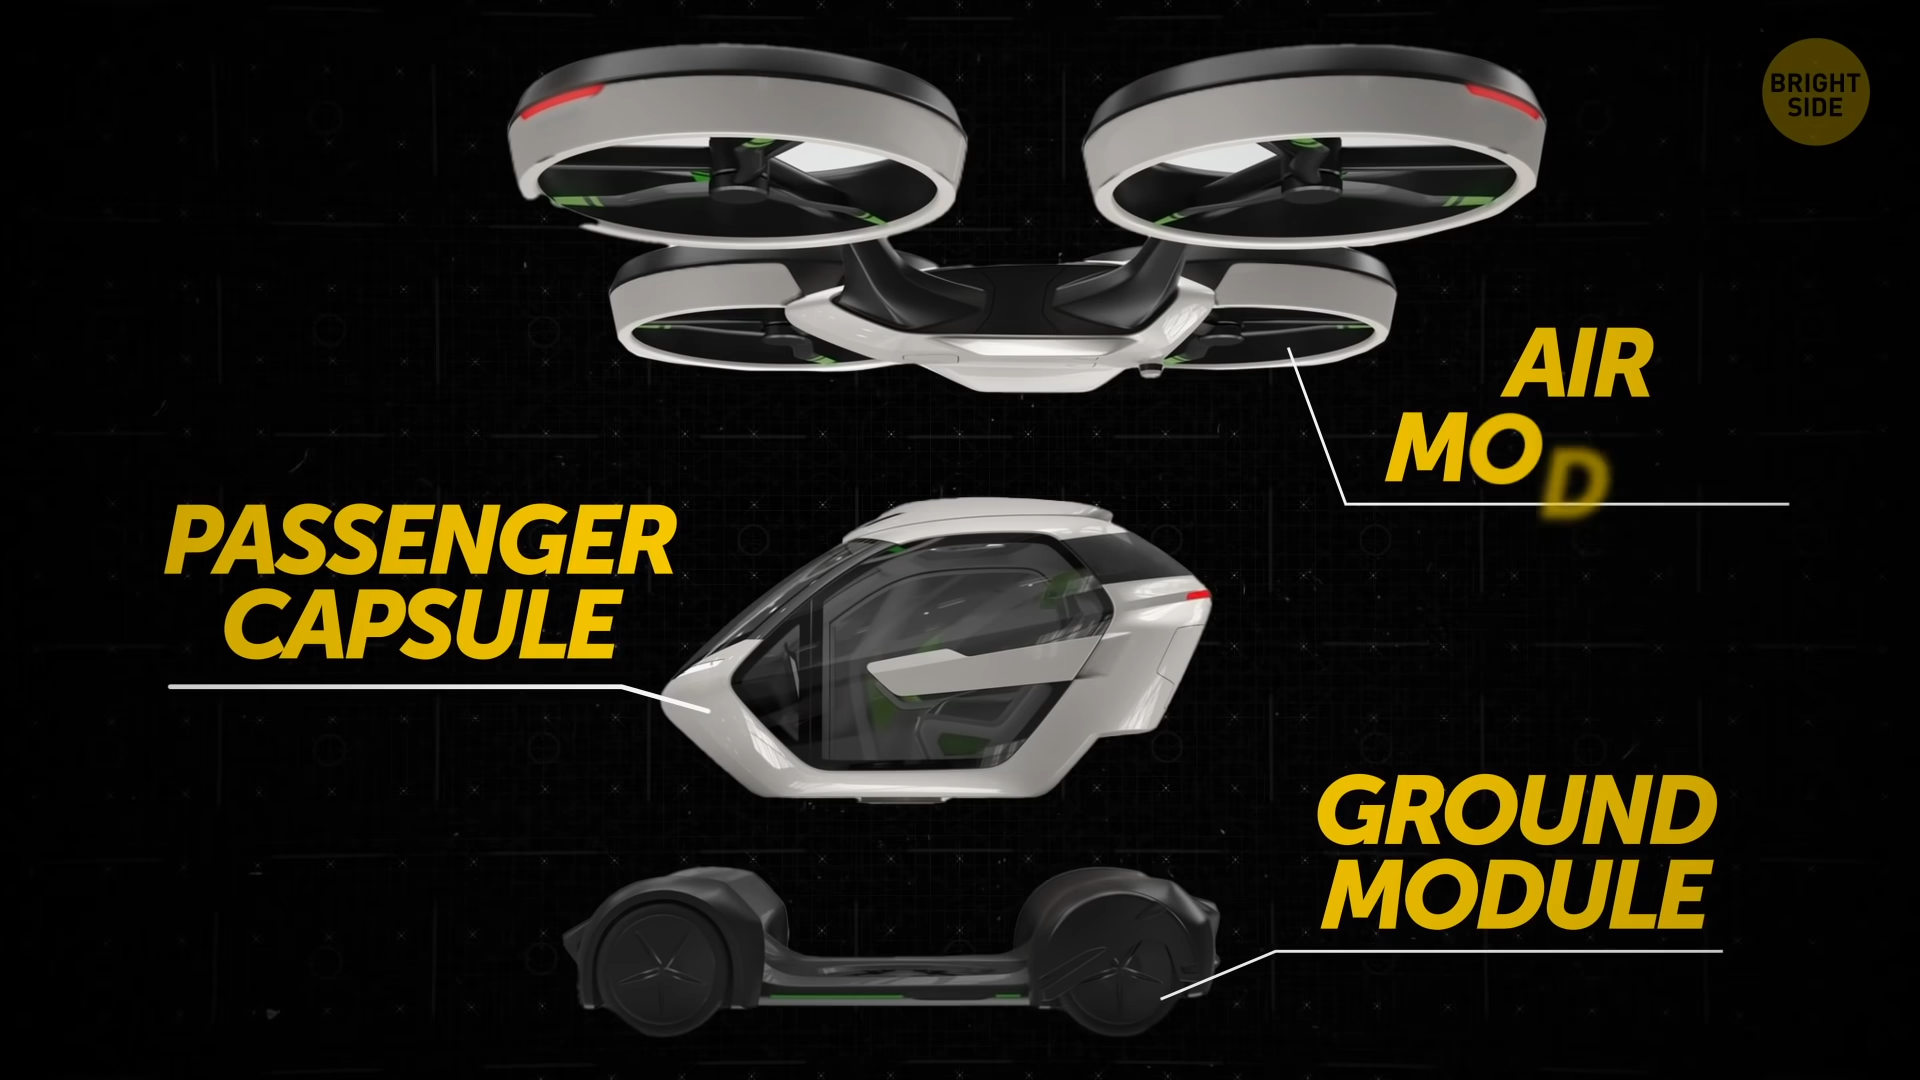 BRIGHT
SIDE
AIR
MOD
PASSENGER
CAPSULE
GROUND
MODULE